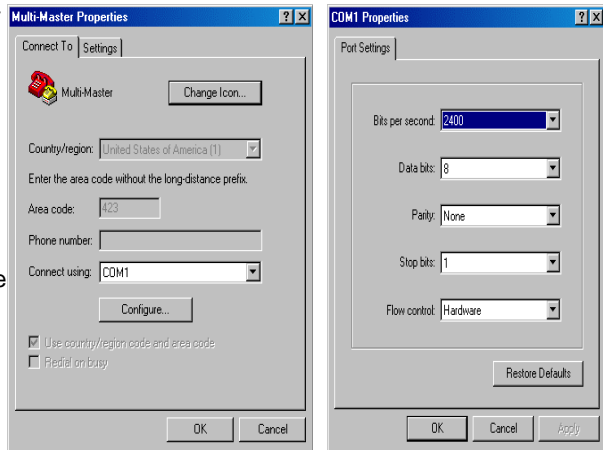 Multi-Master Properties
Connect To
Settings
Multi-Master
Change Icon...
Country/region:
United States of America (1)
Enter the area code without the long-distance prefix.
Area code:
423
Phone number:
Connect using:
COM1
Configure...
Use country/region code and area code
Redial on busy
OK
Cancel
COM1 Properties
Port Settings
Bits per second:
2400
Data bits:
8
Parity:
None
Stop bits:
1
Flow control:
Hardware
Restore Defaults
OK
Cancel
Apply